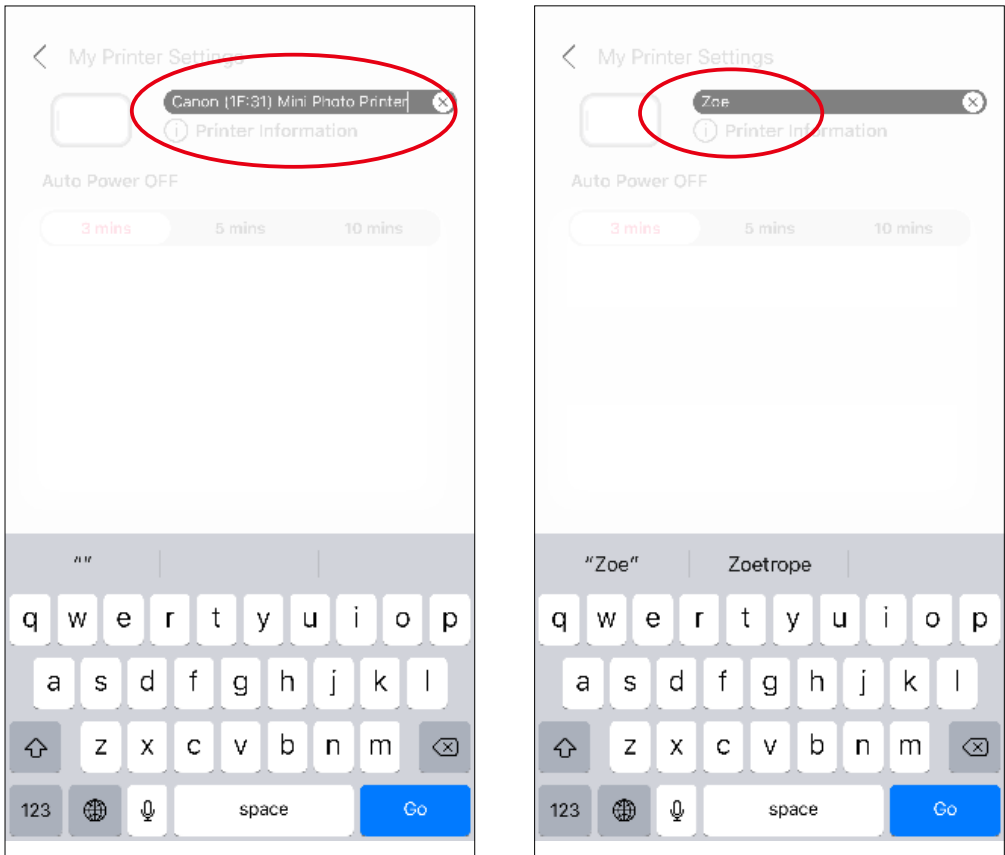 My Printer Settings
Canon (1F:31) Mini Photo Printer
Printer Information
Auto Power OFF
3 mins 5 mins 10 mins
""
q w e r t y u i o p
a s d f g h j k l
z x c v b n m
123 space Go
My Printer Settings
Zoe
Printer Information
Auto Power OFF
3 mins 5 mins 10 mins
"Zoe" Zoetrope
q w e r t y u i o p
a s d f g h j k l
z x c v b n m
123 space Go